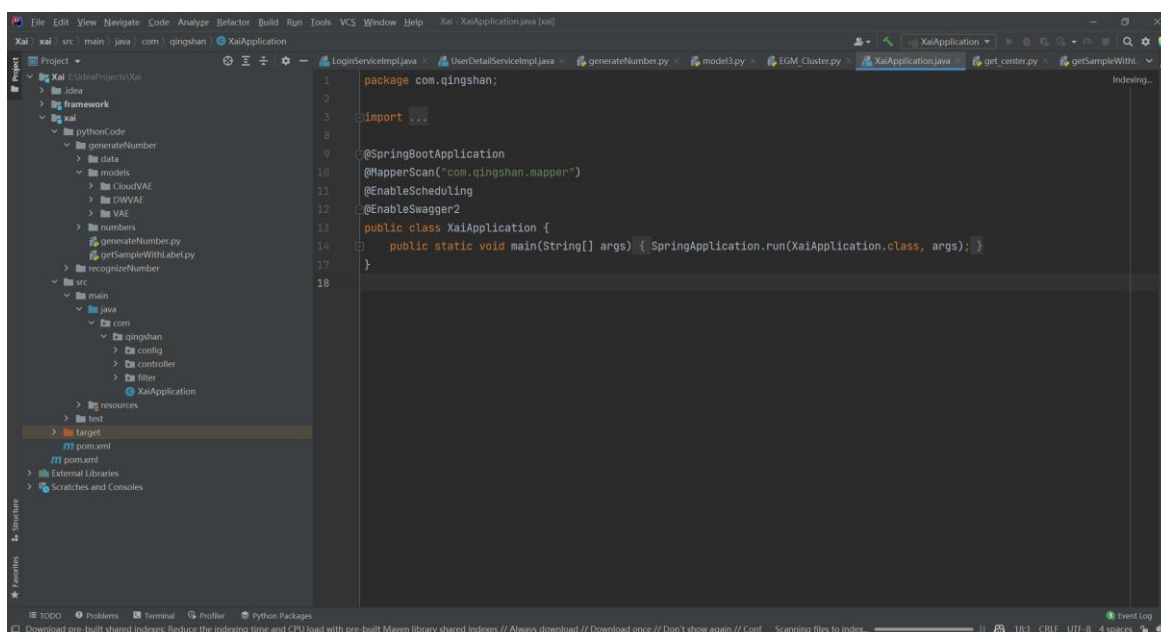 File Edit View Navigate Code Analyze Refactor Build Run Tools VCS Window Help Xai - XaiApplication.java [xai]
Xai xai src main java com qingshan XaiApplication
XaiApplication
Project
LoginServiceImpl.java
UserDetailServiceImpl.java
generateNumber.py
model3.py
EGM_Cluster.py
XaiApplication.java
get_center.py
getSampleWithL
Project
Xai E:\IdeaProjects\Xai
.idea
framework
xai
pythonCode
generateNumber
data
models
CloudVAE
DWVAE
VAE
numbers
generateNumber.py
getSampleWithLabel.py
recognizeNumber
src
main
java
com
qingshan
config
controller
filter
XaiApplication
resources
test
target
pom.xml
pom.xml
External Libraries
Scratches and Consoles
Structure
Favorites
Indexing...
1 package com.qingshan;
2
3 import ...
8
9 @SpringBootApplication
10 @MapperScan("com.qingshan.mapper")
11 @EnableScheduling
12 @EnableSwagger2
13 public class XaiApplication {
14 public static void main(String[] args) { SpringApplication.run(XaiApplication.class, args); }
17 }
18
TODO Problems Terminal Profiler Python Packages Event Log
Download pre-built shared indexes: Reduce the indexing time and CPU load with pre-built Maven library shared indexes // Always download // Download once // Don't show again // Conf Scanning files to index... 18:1 CRLF UTF-8 4 spaces